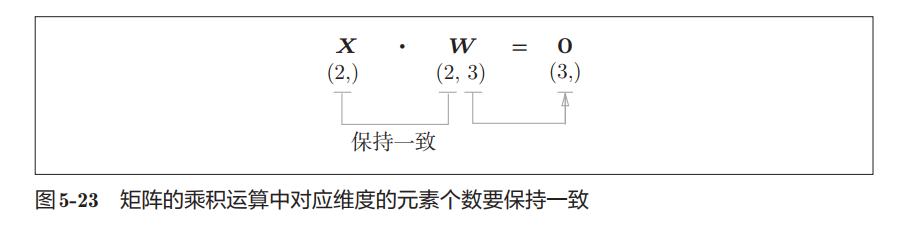 X · W = 0
(2,) (2, 3) (3,)
保持一致
图5-23 矩阵的乘积运算中对应维度的元素个数要保持一致